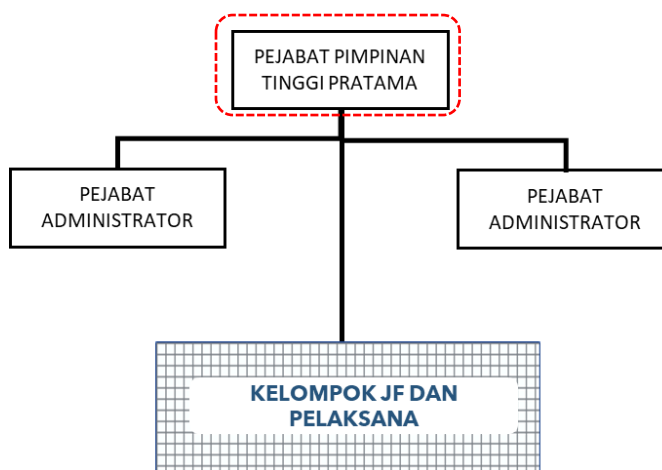 PEJABAT PIMPINAN
TINGGI PRATAMA
PEJABAT
ADMINISTRATOR
PEJABAT
ADMINISTRATOR
KELOMPOK JF DAN
PELAKSANA